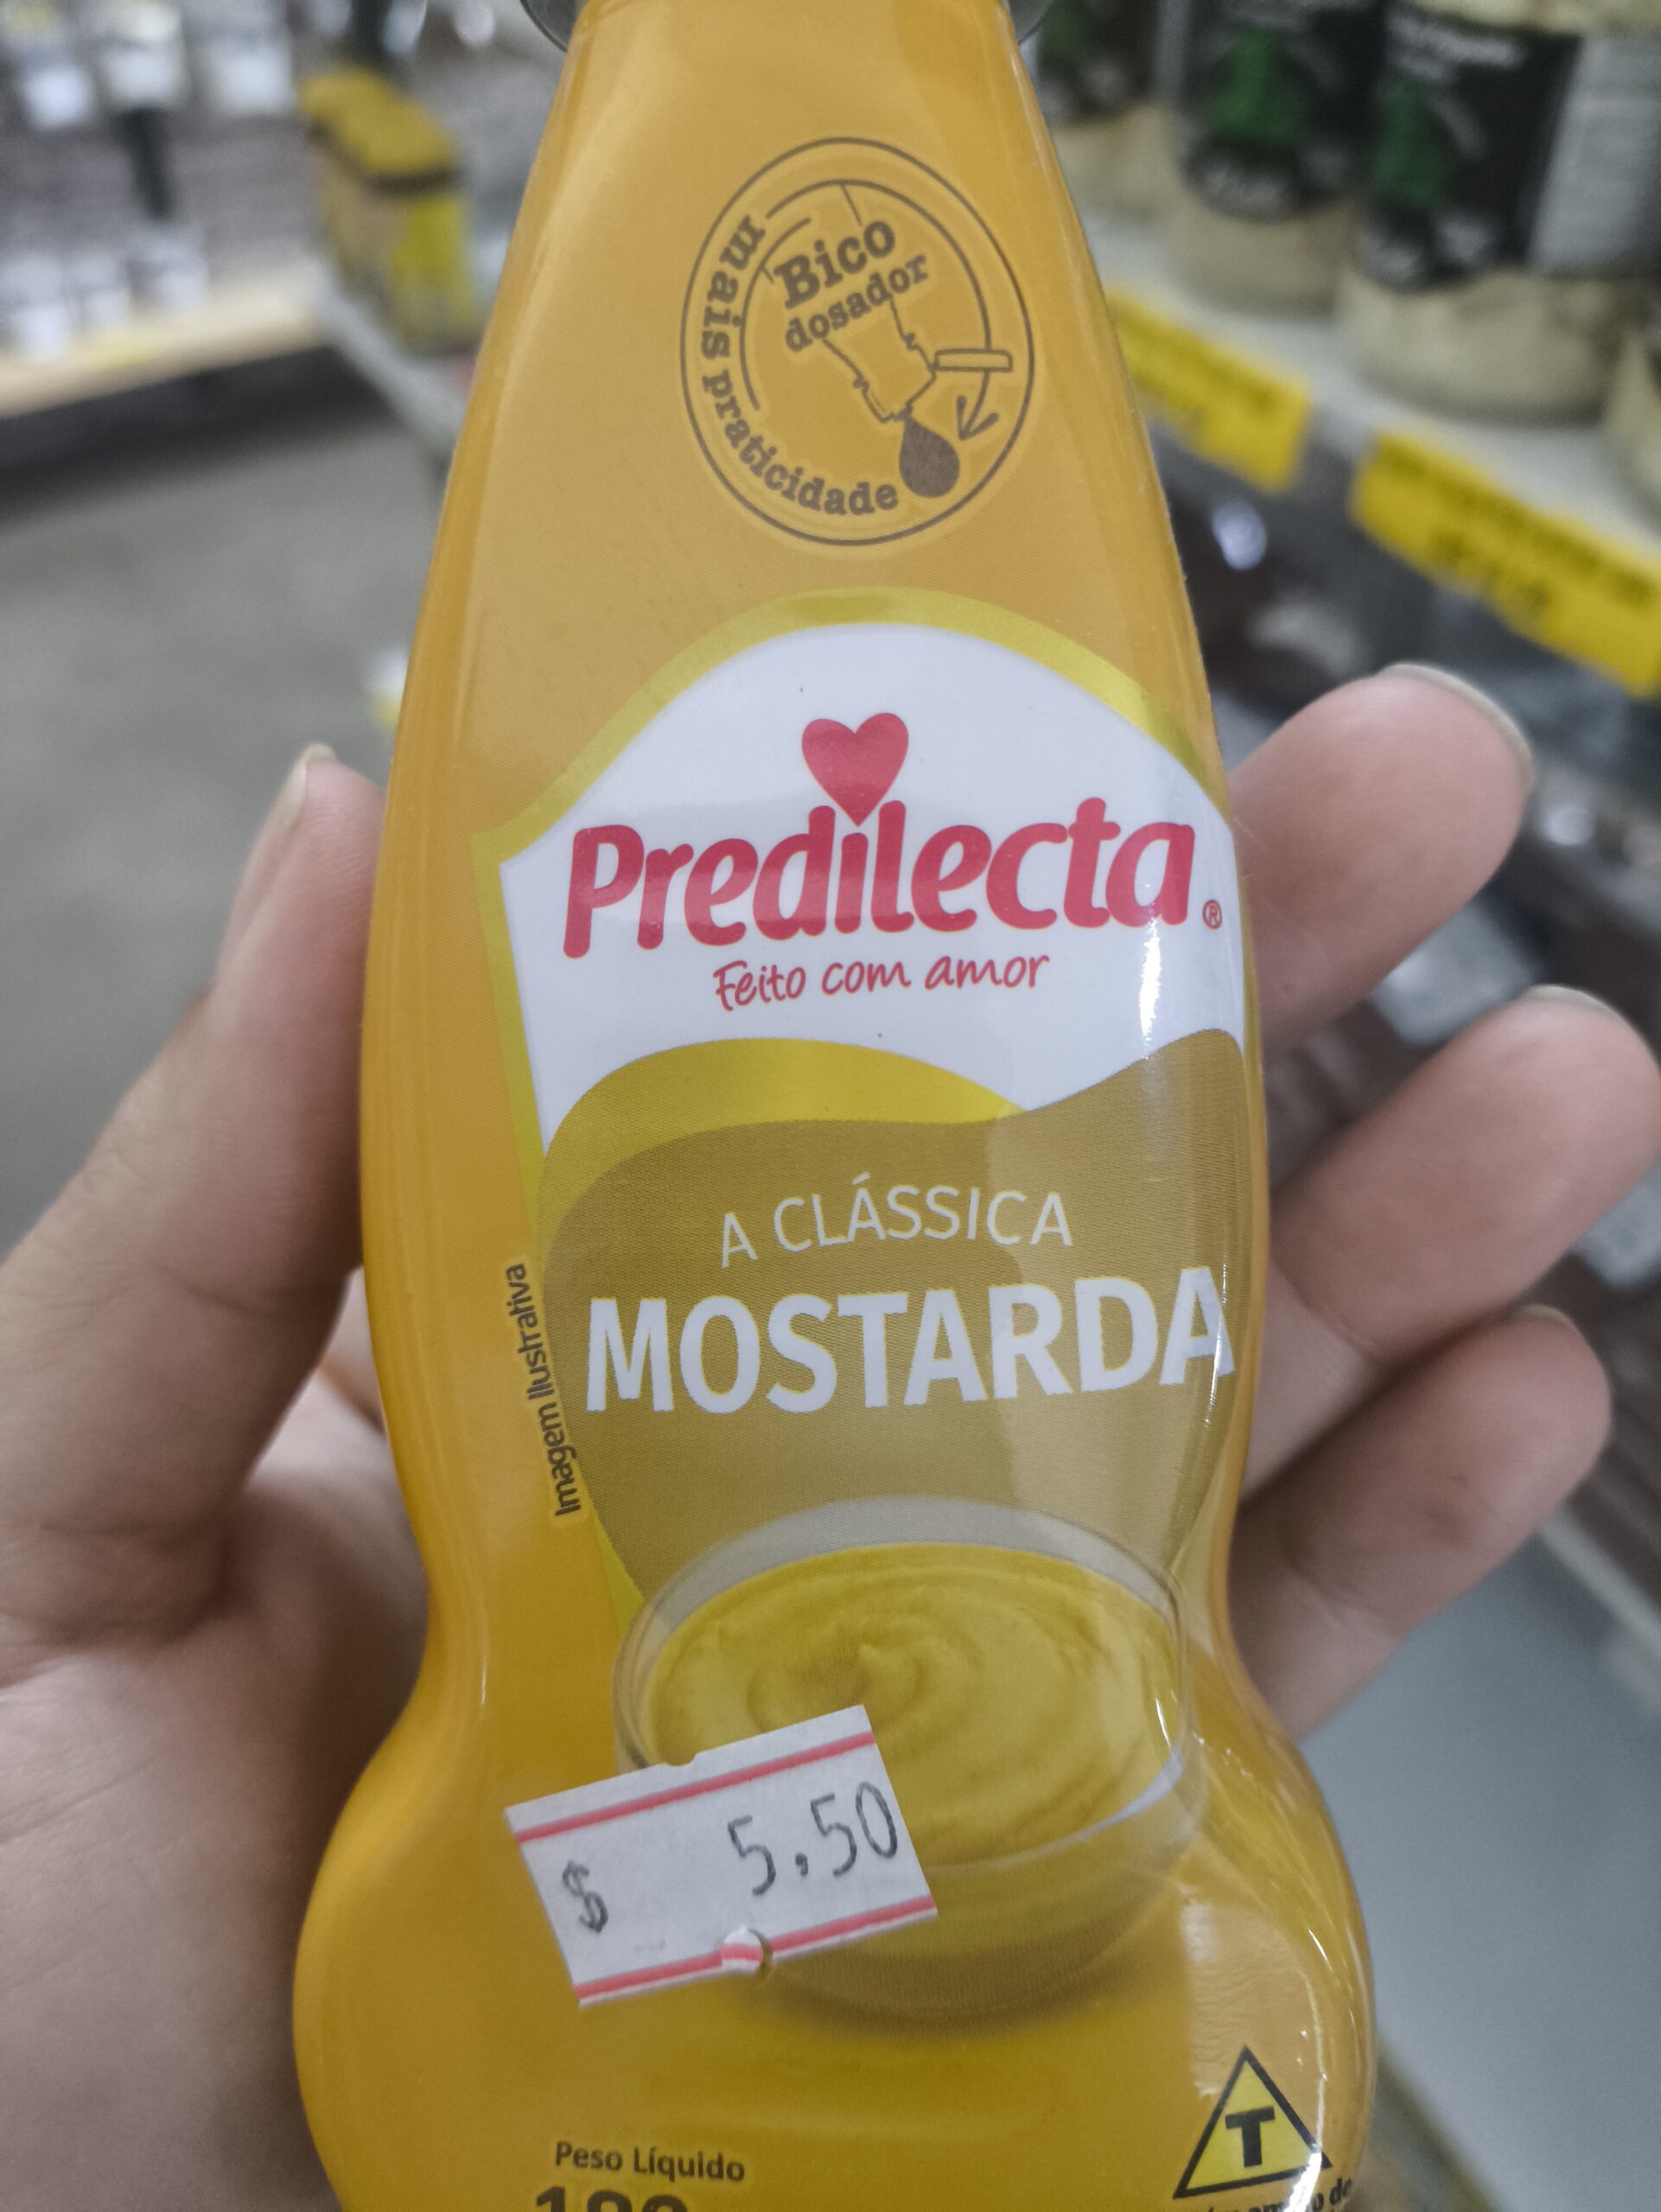 mais praticidade
Bico
dosador
Predilecta®
Feito com amor
A CLÁSSICA
MOSTARDA
Imagem Ilustrativa
$ 5.50
Peso Líquido
T